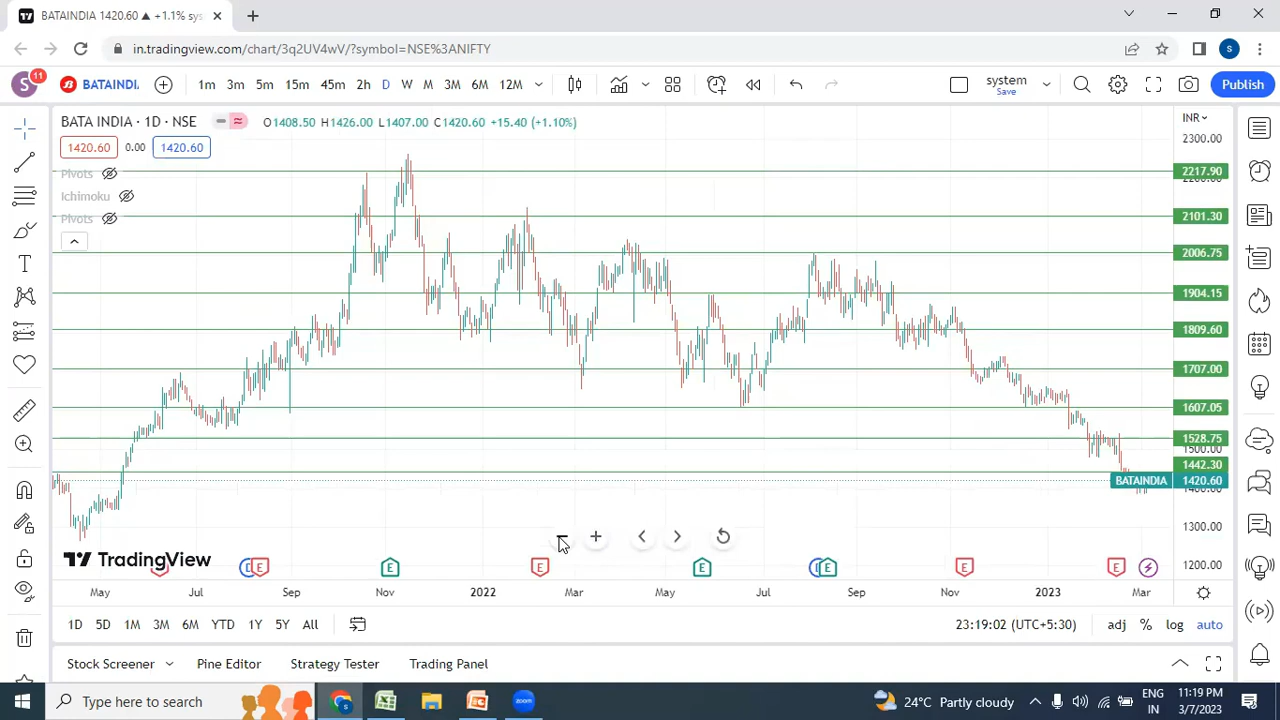 BATAINDIA 1420.60 ▲ +1.1% sys
in.tradingview.com/chart/3q2UV4wV/?symbol=NSE%3ANIFTY
S
S 11 BATAINDIA 1m 3m 5m 15m 45m 2h D W M 3M 6M 12M system Save Publish
BATA INDIA · 1D · NSE O1408.50 H1426.00 L1407.00 C1420.60 +15.40 (+1.10%) INR
1420.60 0.00 1420.60
Pivots
Ichimoku
Pivots
2300.00
2217.90
2101.30
2006.75
1904.15
1809.60
1707.00
1607.05
1528.75
1500.00
1442.30
BATAINDIA 1420.60
1300.00
1200.00
TradingView
E E E E E E E
May Jul Sep Nov 2022 Mar May Jul Sep Nov 2023 Mar
1D 5D 1M 3M 6M YTD 1Y 5Y All 23:19:02 (UTC+5:30) adj % log auto
Stock Screener Pine Editor Strategy Tester Trading Panel
Type here to search zoom 24°C Partly cloudy ENG IN 11:19 PM 3/7/2023